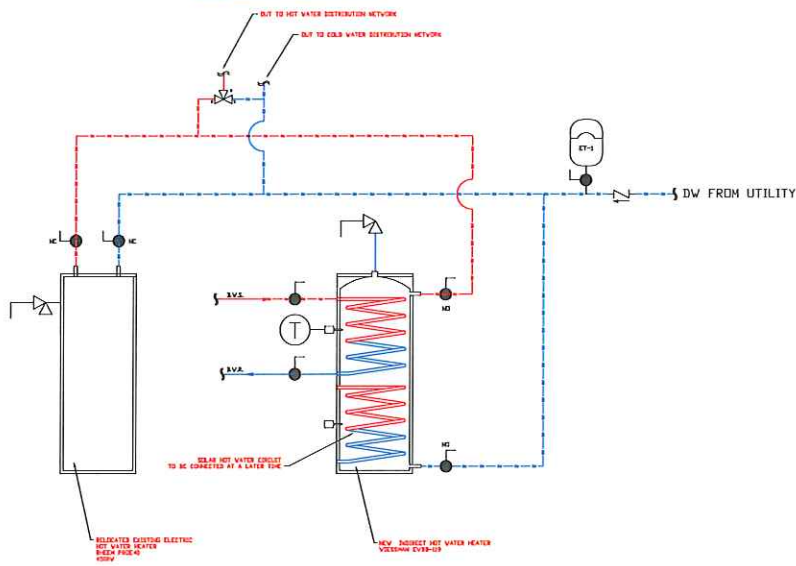 OUT TO HOT WATER DISTRIBUTION NETWORK
OUT TO COLD WATER DISTRIBUTION NETWORK
ET-1
DW FROM UTILITY
NC
NC
T
NO
NO
SOLAR HOT WATER CIRCUIT
TO BE CONNECTED AT A LATER TIME
RELOCATED EXISTING ELECTRIC
HOT WATER HEATER
RHEEM
NEW INDIRECT HOT WATER HEATER
VIESSMAN